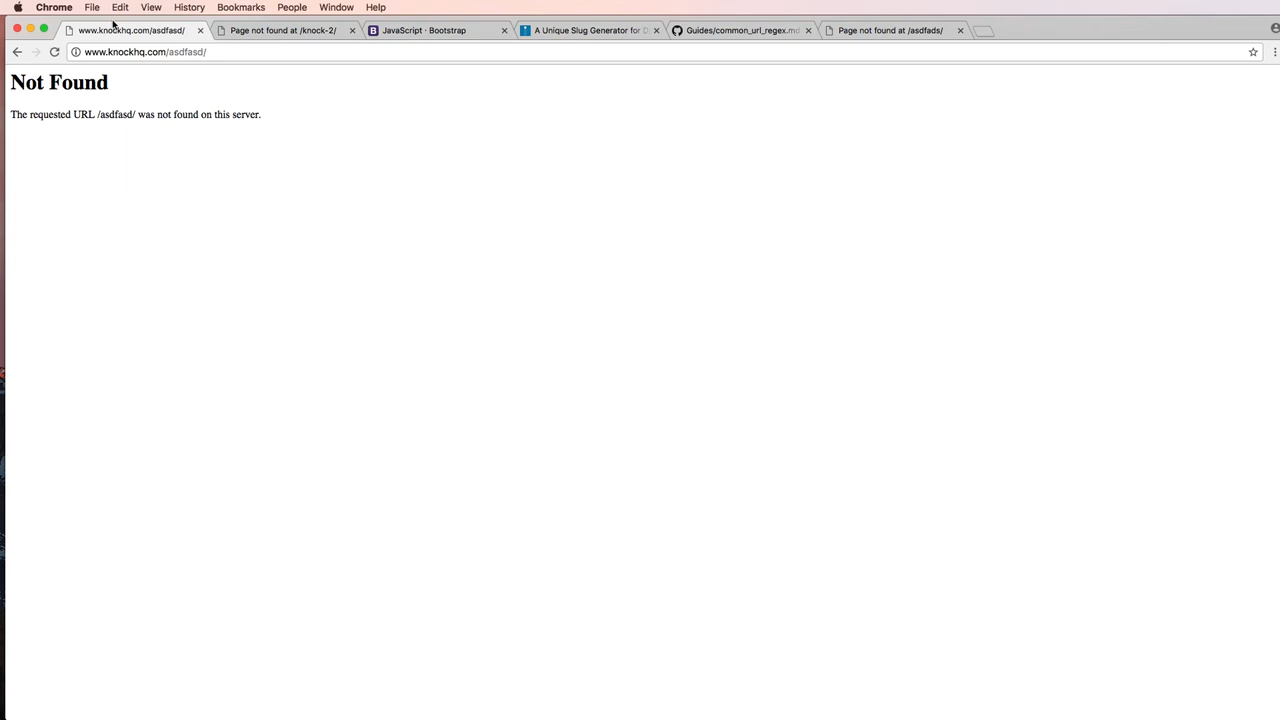 Chrome File Edit View History Bookmarks People Window Help
www.knockhq.com/asdfasd/ Page not found at /knock-2/ JavaScript · Bootstrap A Unique Slug Generator for Guides/common_url_regex.md Page not found at /asdfads/
www.knockhq.com/asdfasd/
Not Found
The requested URL /asdfasd/ was not found on this server.